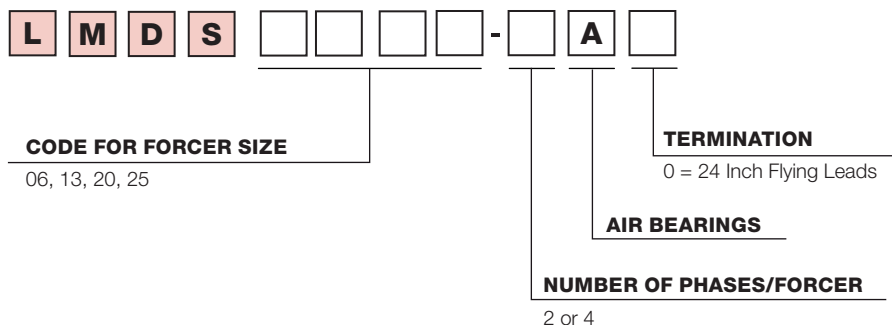 L M D S - A
CODE FOR FORCER SIZE
06, 13, 20, 25
TERMINATION
0 = 24 Inch Flying Leads
AIR BEARINGS
NUMBER OF PHASES/FORCER
2 or 4